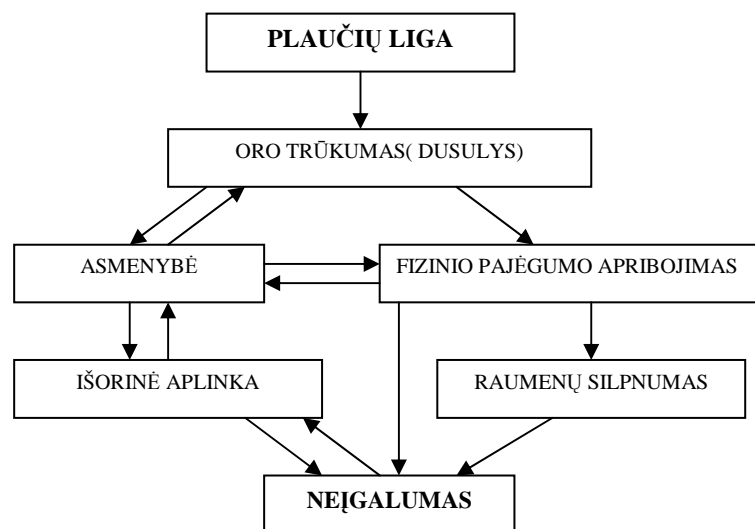 PLAUČIŲ LIGA
ORO TRŪKUMAS( DUSULYS)
ASMENYBĖ
FIZINIO PAJĖGUMO APRIBOJIMAS
IŠORINĖ APLINKA
RAUMENŲ SILPNUMAS
NEĮGALUMAS